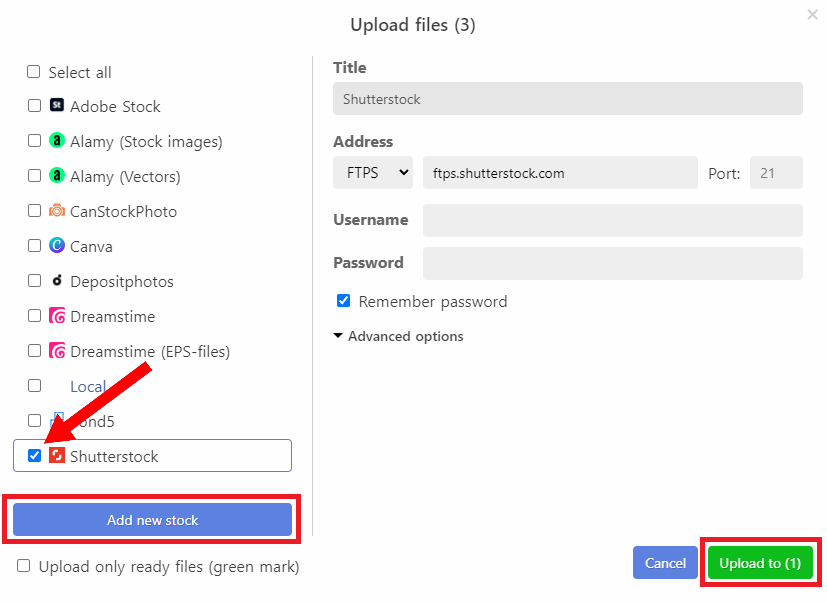 Upload files (3)
Select all
Adobe Stock
Alamy (Stock images)
Alamy (Vectors)
CanStockPhoto
Canva
Depositphotos
Dreamstime
Dreamstime (EPS-files)
Local
ond5
Shutterstock
Add new stock
Upload only ready files (green mark)
Title
Shutterstock
Address
FTPS ftps.shutterstock.com Port: 21
Username
Password
Remember password
Advanced options
Cancel Upload to (1)